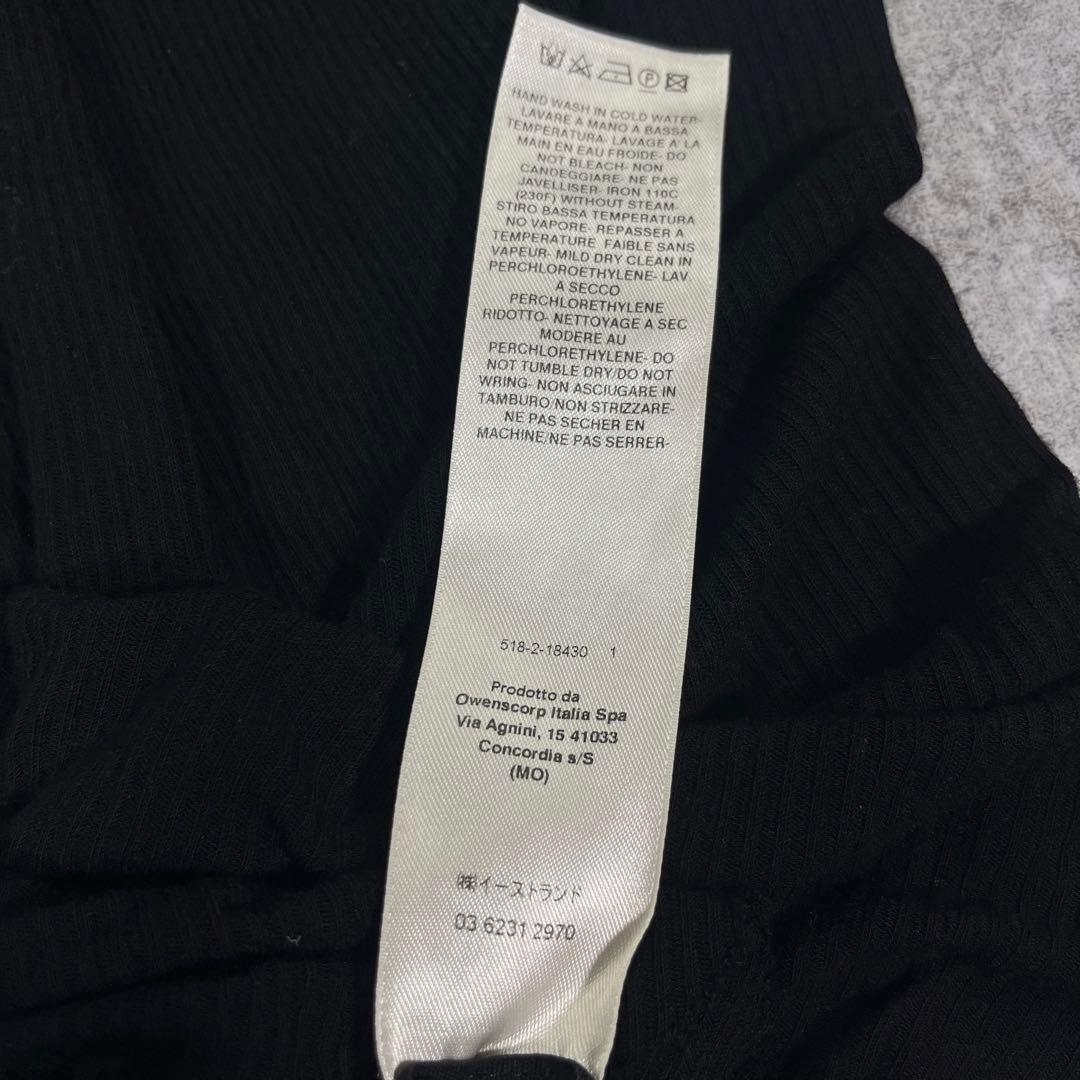 P
HAND WASH IN COLD WATER-
LAVARE A MANO A BASSA
TEMPERATURA- LAVAGE A' LA
MAIN EN EAU FROIDE- DO
NOT BLEACH- NON
CANDEGGIARE- NE PAS
JAVELLISER- IRON 110C
(230F) WITHOUT STEAM-
STIRO BASSA TEMPERATURA
NO VAPORE- REPASSER A
TEMPERATURE FAIBLE SANS
VAPEUR- MILD DRY CLEAN IN
PERCHLOROETHYLENE- LAV.
A SECCO
PERCHLORETHYLENE
RIDOTTO- NETTOYAGE A SEC
MODERE AU
PERCHLORETHYLENE- DO
NOT TUMBLE DRY/DO NOT
WRING- NON ASCIUGARE IN
TAMBURO/NON STRIZZARE-
NE PAS SECHER EN
MACHINE/NE PAS SERRER-
518-2-18430 1
Prodotto da
Owenscorp Italia Spa
Via Agnini, 15 41033
Concordia s/S
(MO)
㈱イーストランド
03 6231 2970